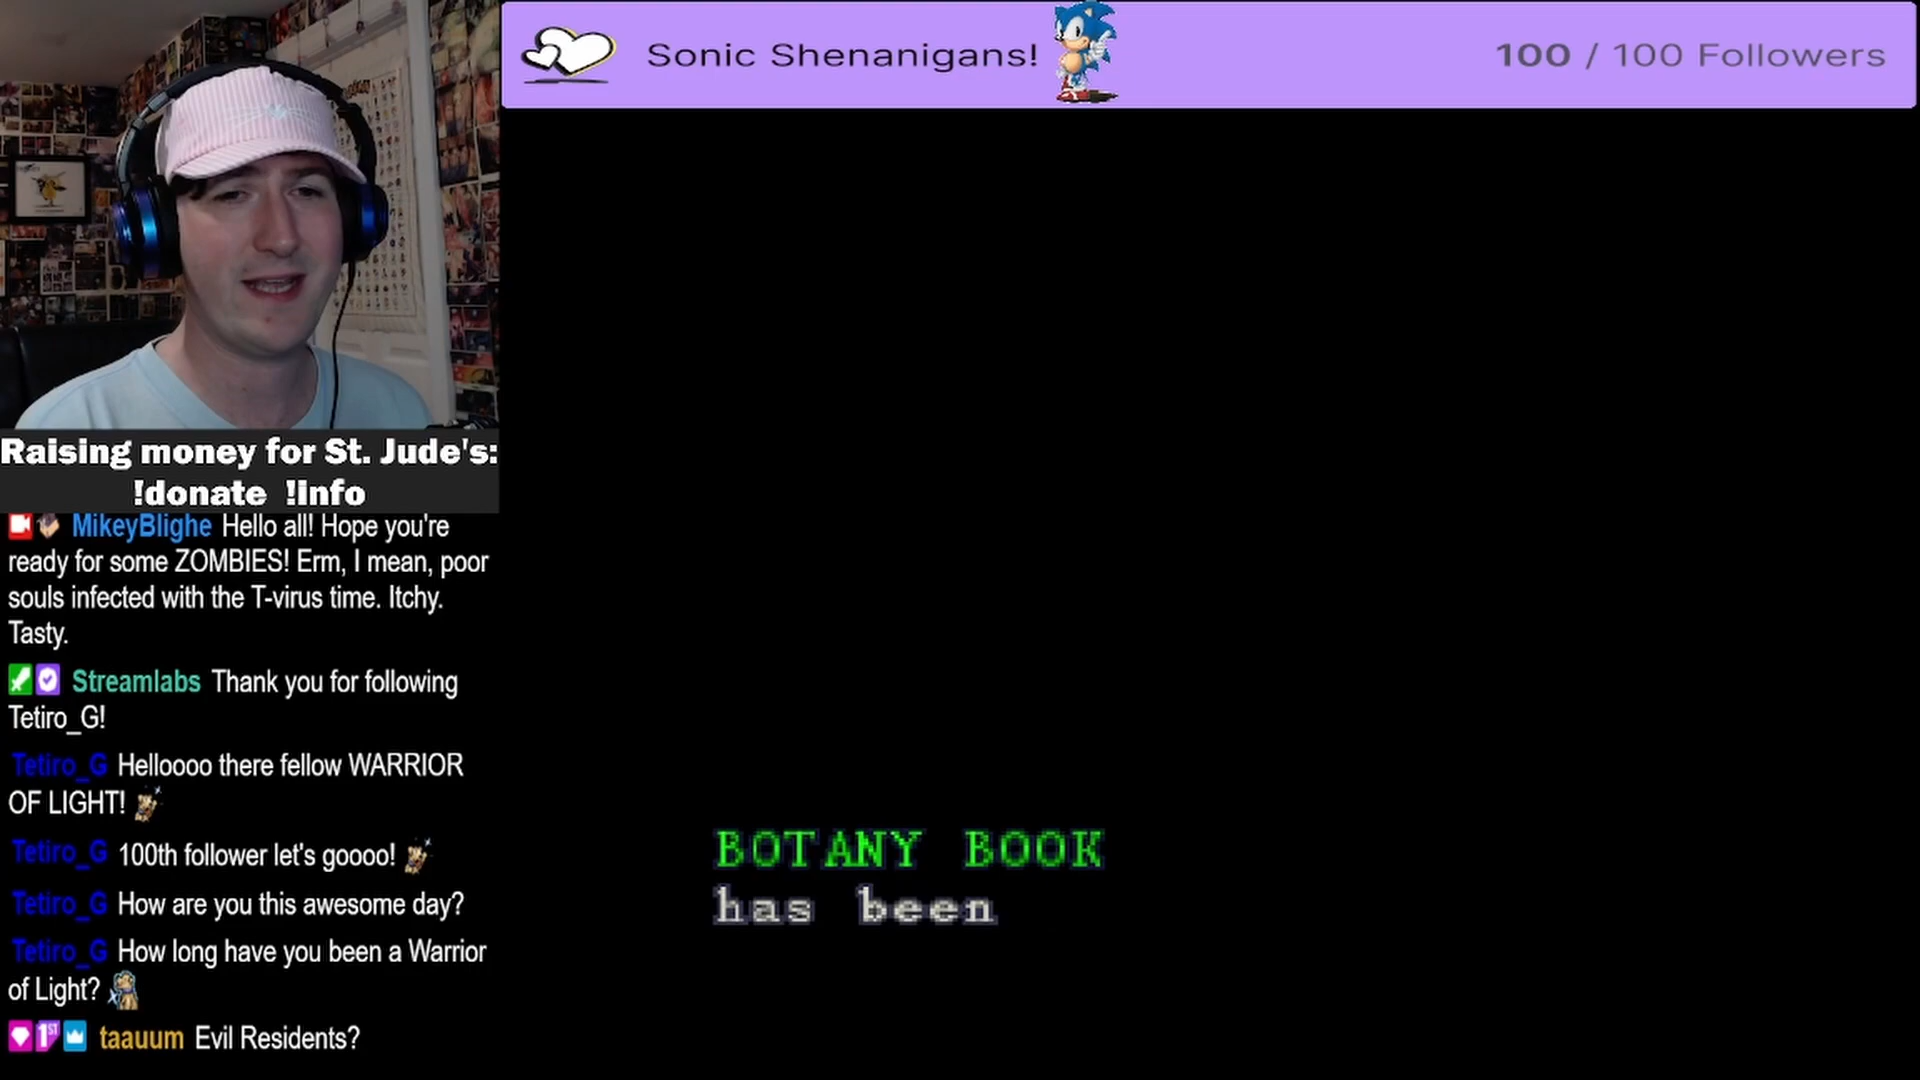 Sonic Shenanigans!
100 / 100 Followers
Raising money for St. Jude's:
!donate !info
MikeyBlighe Hello all! Hope you're
ready for some ZOMBIES! Erm, I mean, poor
souls infected with the T-virus time. Itchy.
Tasty.
Streamlabs Thank you for following
Tetiro_G!
Tetiro_G Helloooo there fellow WARRIOR
OF LIGHT!
Tetiro_G 100th follower let's goooo!
Tetiro_G How are you this awesome day?
Tetiro_G How long have you been a Warrior
of Light?
1ST taauum Evil Residents?
BOTANY BOOK
has been